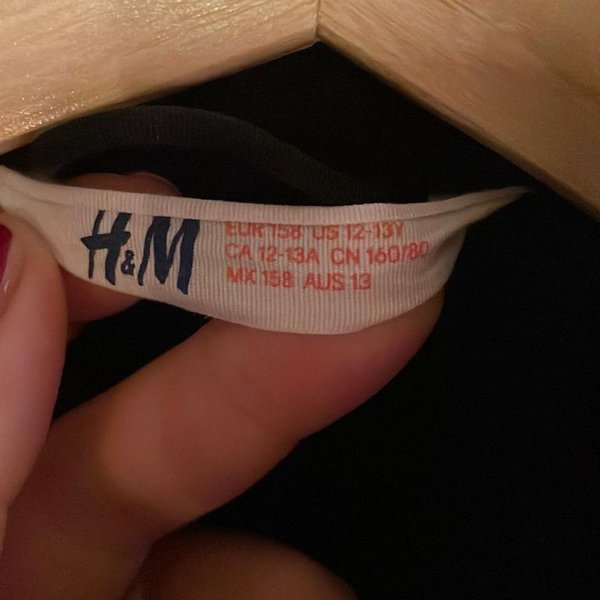 H&M
EUR 158 US 12-13Y
CA 12-13A CN 160/80
MX 158 AUS 13